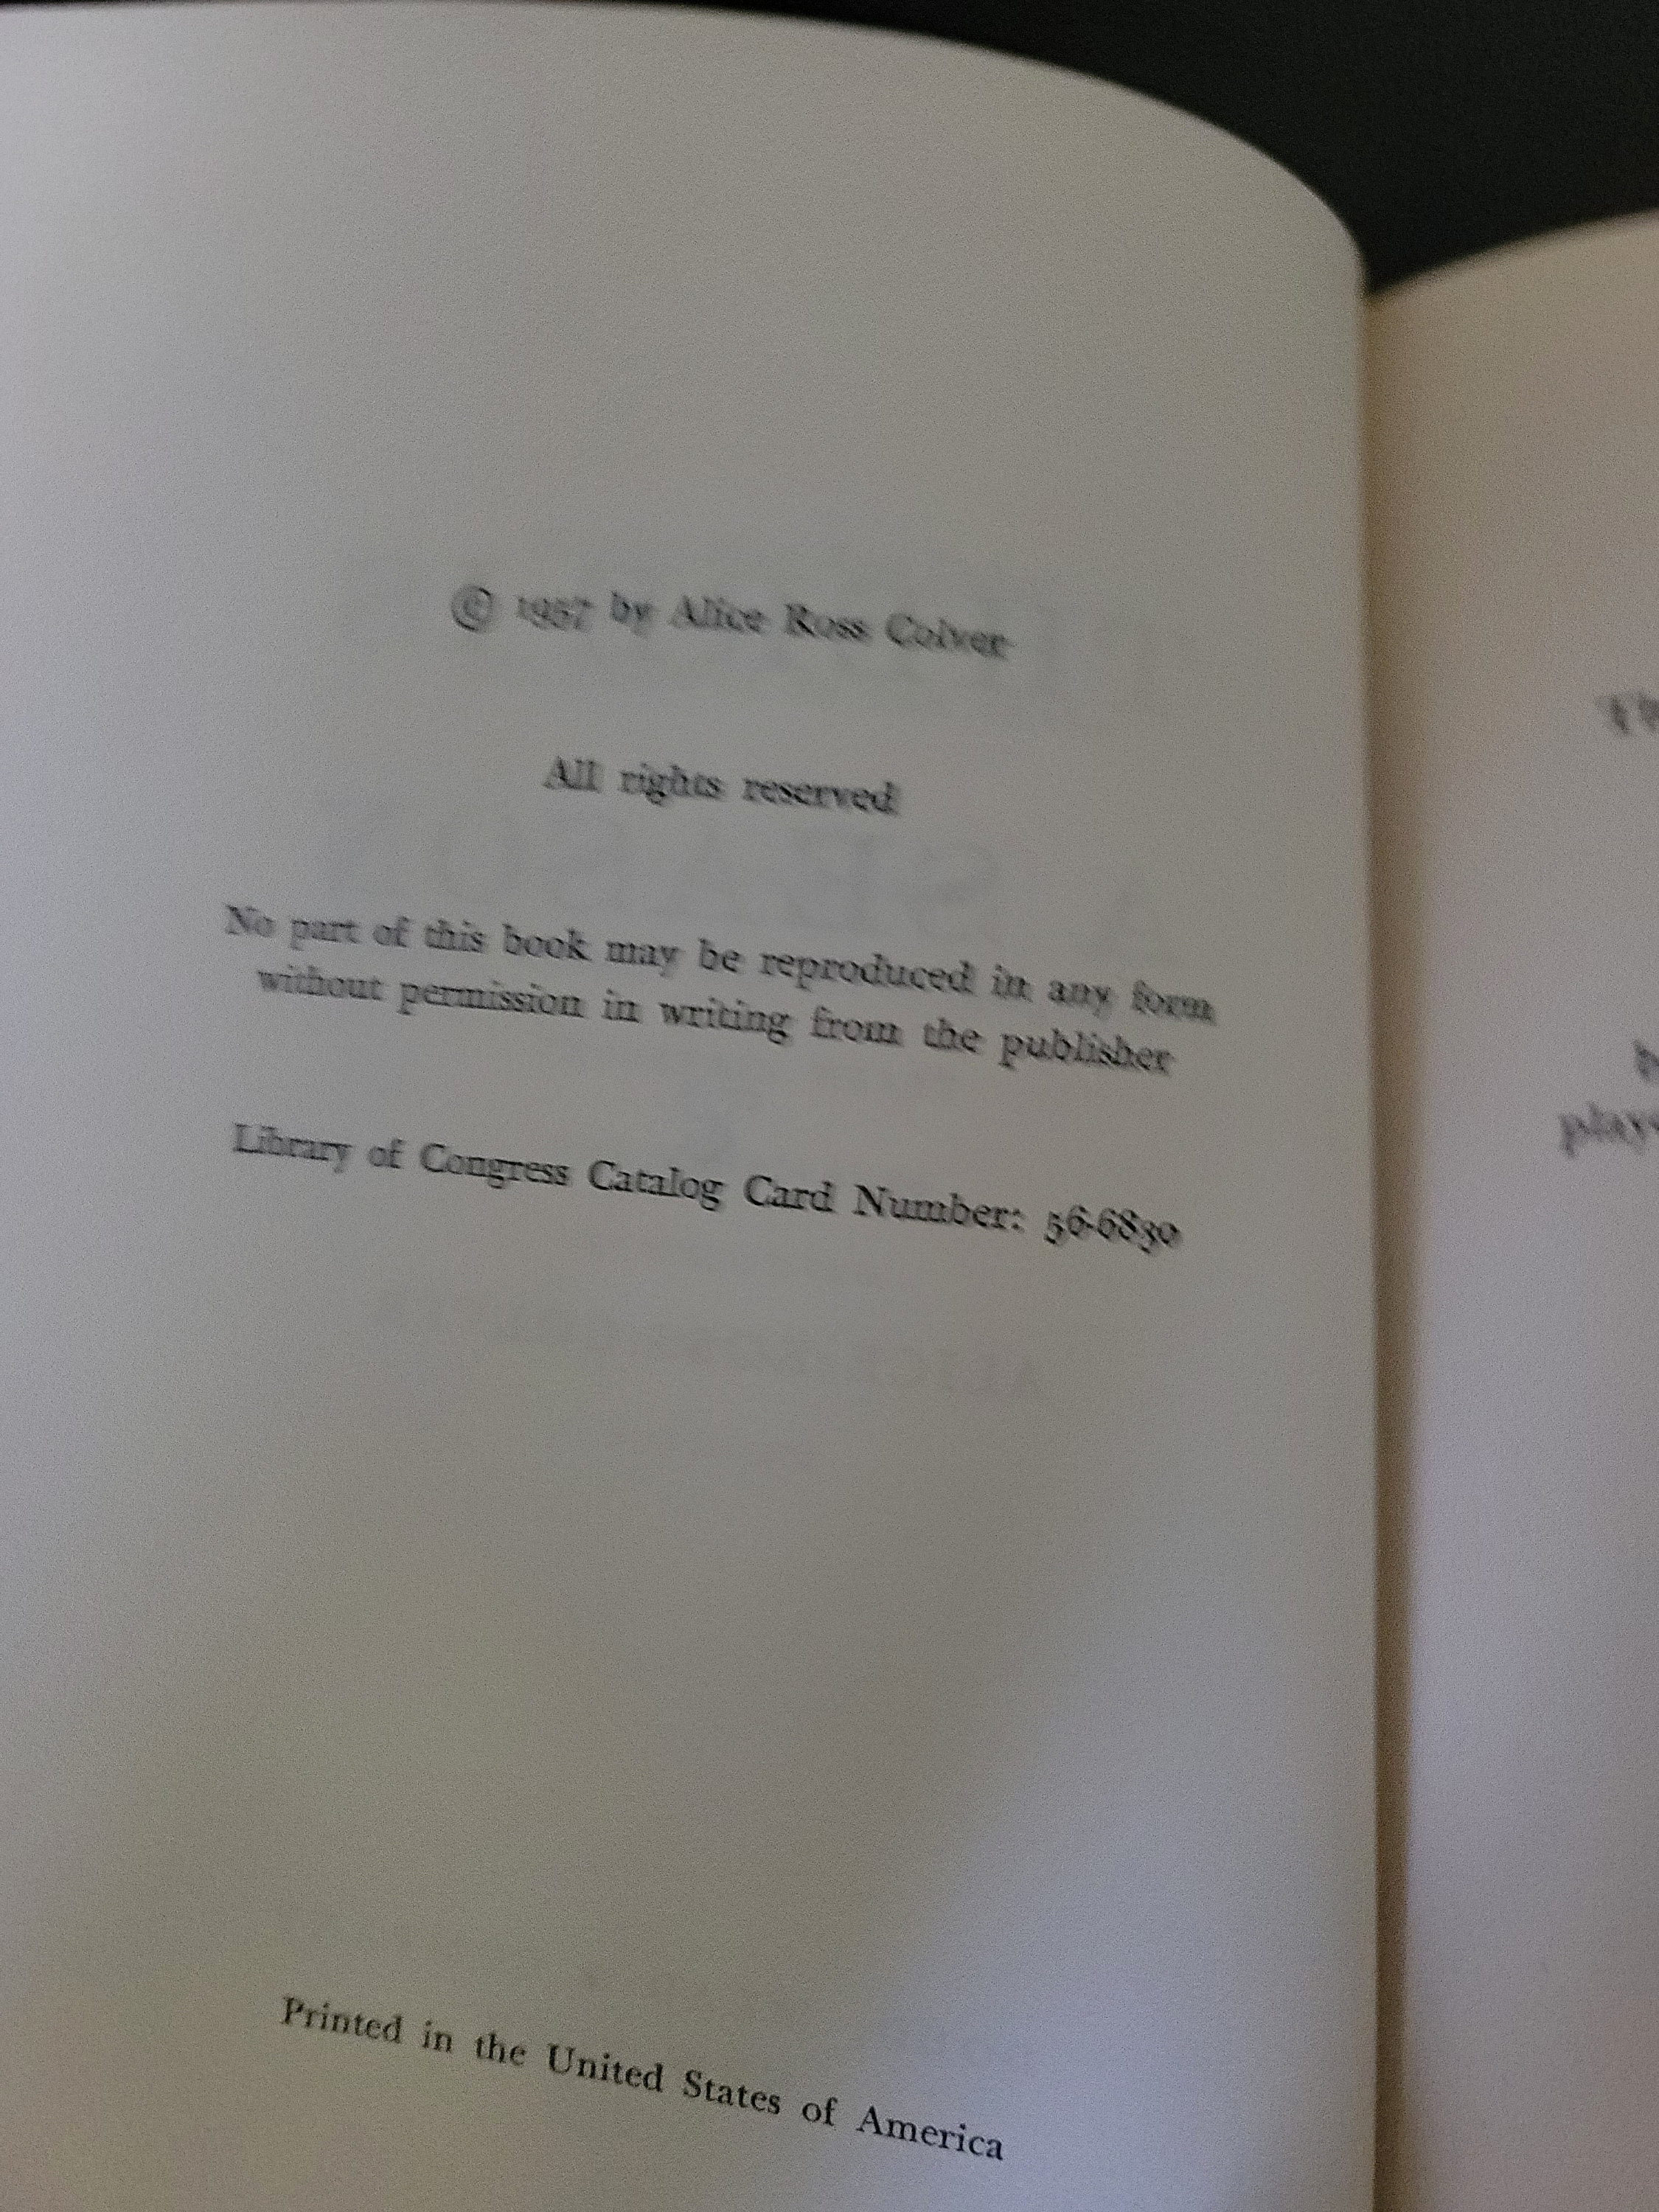 © 1957 by Alice Ross Colver
All rights reserved
No part of this book may be reproduced in any form
without permission in writing from the publisher
Library of Congress Catalog Card Number: 56-6830
Printed in the United States of America